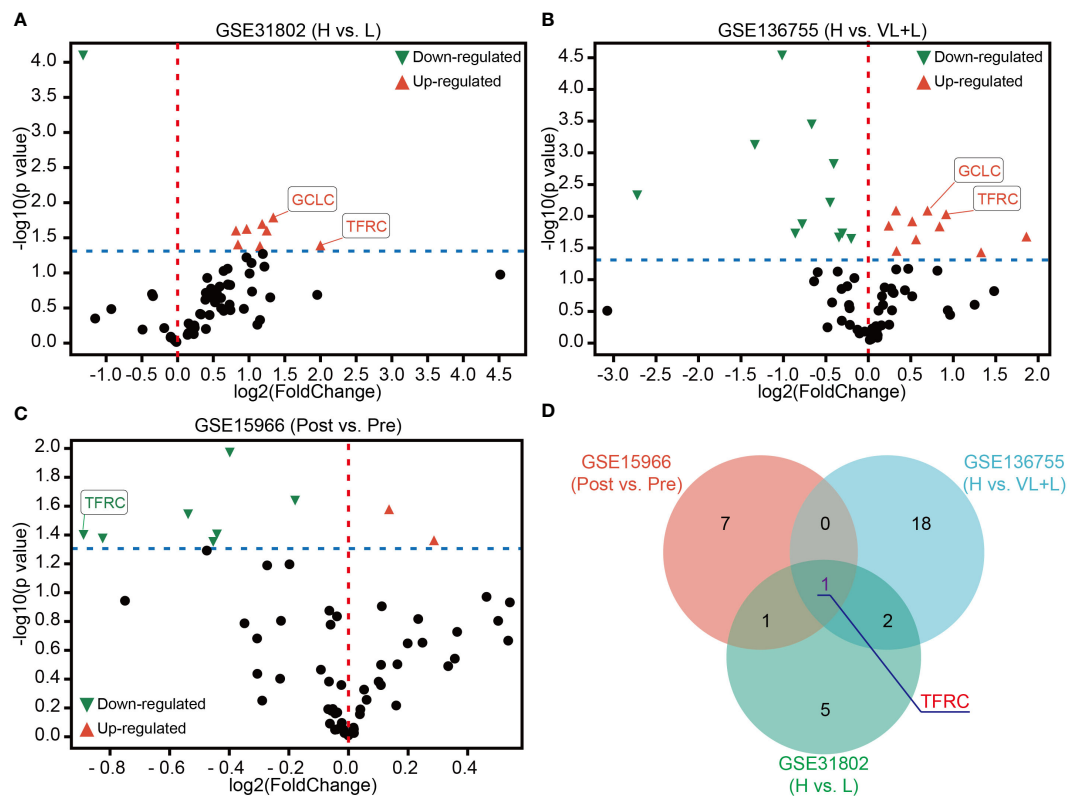 A
GSE31802 (H vs. L)
Down-regulated
Up-regulated
GCLC
TFRC
-log10(p value)
4.0
3.5
3.0
2.5
2.0
1.5
1.0
0.5
0.0
-1.0 -0.5 0.0 0.5 1.0 1.5 2.0 2.5 3.0 3.5 4.0 4.5
log2(FoldChange)
B
GSE136755 (H vs. VL+L)
Down-regulated
Up-regulated
GCLC
TFRC
-log10(p value)
4.5
4.0
3.5
3.0
2.5
2.0
1.5
1.0
0.5
0.0
-3.0 -2.5 -2.0 -1.5 -1.0 -0.5 0.0 0.5 1.0 1.5 2.0
log2(FoldChange)
C
GSE15966 (Post vs. Pre)
TFRC
Down-regulated
Up-regulated
-log10(p value)
2.0
1.8
1.6
1.4
1.2
1.0
0.8
0.6
0.4
0.2
0.0
- 0.8 - 0.6 - 0.4 - 0.2 0.0 0.2 0.4
log2(FoldChange)
D
GSE15966
(Post vs. Pre)
GSE136755
(H vs. VL+L)
7 0 18
1
1 2
5
TFRC
GSE31802
(H vs. L)